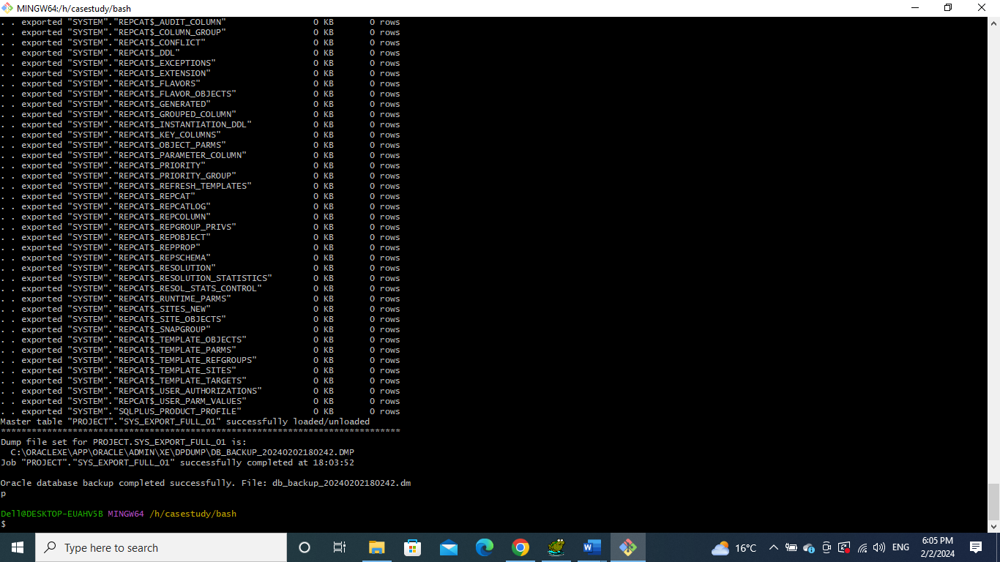 MINGW64:/h/casestudy/bash
. . exported "SYSTEM"."REPCAT$_AUDIT_COLUMN" 0 KB 0 rows
. . exported "SYSTEM"."REPCAT$_COLUMN_GROUP" 0 KB 0 rows
. . exported "SYSTEM"."REPCAT$_CONFLICT" 0 KB 0 rows
. . exported "SYSTEM"."REPCAT$_DDL" 0 KB 0 rows
. . exported "SYSTEM"."REPCAT$_EXCEPTIONS" 0 KB 0 rows
. . exported "SYSTEM"."REPCAT$_EXTENSION" 0 KB 0 rows
. . exported "SYSTEM"."REPCAT$_FLAVORS" 0 KB 0 rows
. . exported "SYSTEM"."REPCAT$_FLAVOR_OBJECTS" 0 KB 0 rows
. . exported "SYSTEM"."REPCAT$_GENERATED" 0 KB 0 rows
. . exported "SYSTEM"."REPCAT$_GROUPED_COLUMN" 0 KB 0 rows
. . exported "SYSTEM"."REPCAT$_INSTANTIATION_DDL" 0 KB 0 rows
. . exported "SYSTEM"."REPCAT$_KEY_COLUMNS" 0 KB 0 rows
. . exported "SYSTEM"."REPCAT$_OBJECT_PARMS" 0 KB 0 rows
. . exported "SYSTEM"."REPCAT$_PARAMETER_COLUMN" 0 KB 0 rows
. . exported "SYSTEM"."REPCAT$_PRIORITY" 0 KB 0 rows
. . exported "SYSTEM"."REPCAT$_PRIORITY_GROUP" 0 KB 0 rows
. . exported "SYSTEM"."REPCAT$_REFRESH_TEMPLATES" 0 KB 0 rows
. . exported "SYSTEM"."REPCAT$_REPCAT" 0 KB 0 rows
. . exported "SYSTEM"."REPCAT$_REPCATLOG" 0 KB 0 rows
. . exported "SYSTEM"."REPCAT$_REPCOLUMN" 0 KB 0 rows
. . exported "SYSTEM"."REPCAT$_REPGROUP_PRIVS" 0 KB 0 rows
. . exported "SYSTEM"."REPCAT$_REPOBJECT" 0 KB 0 rows
. . exported "SYSTEM"."REPCAT$_REPPROP" 0 KB 0 rows
. . exported "SYSTEM"."REPCAT$_REPSCHEMA" 0 KB 0 rows
. . exported "SYSTEM"."REPCAT$_RESOLUTION" 0 KB 0 rows
. . exported "SYSTEM"."REPCAT$_RESOLUTION_STATISTICS" 0 KB 0 rows
. . exported "SYSTEM"."REPCAT$_RESOL_STATS_CONTROL" 0 KB 0 rows
. . exported "SYSTEM"."REPCAT$_RUNTIME_PARMS" 0 KB 0 rows
. . exported "SYSTEM"."REPCAT$_SITES_NEW" 0 KB 0 rows
. . exported "SYSTEM"."REPCAT$_SITE_OBJECTS" 0 KB 0 rows
. . exported "SYSTEM"."REPCAT$_SNAPGROUP" 0 KB 0 rows
. . exported "SYSTEM"."REPCAT$_TEMPLATE_OBJECTS" 0 KB 0 rows
. . exported "SYSTEM"."REPCAT$_TEMPLATE_PARMS" 0 KB 0 rows
. . exported "SYSTEM"."REPCAT$_TEMPLATE_REFGROUPS" 0 KB 0 rows
. . exported "SYSTEM"."REPCAT$_TEMPLATE_SITES" 0 KB 0 rows
. . exported "SYSTEM"."REPCAT$_TEMPLATE_TARGETS" 0 KB 0 rows
. . exported "SYSTEM"."REPCAT$_USER_AUTHORIZATIONS" 0 KB 0 rows
. . exported "SYSTEM"."REPCAT$_USER_PARM_VALUES" 0 KB 0 rows
. . exported "SYSTEM"."SQLPLUS_PRODUCT_PROFILE" 0 KB 0 rows
Master table "PROJECT"."SYS_EXPORT_FULL_01" successfully loaded/unloaded
******************************************************************************
Dump file set for PROJECT.SYS_EXPORT_FULL_01 is:
C:\ORACLEXE\APP\ORACLE\ADMIN\XE\DPDUMP\DB_BACKUP_20240202180242.DMP
Job "PROJECT"."SYS_EXPORT_FULL_01" successfully completed at 18:03:52
Oracle database backup completed successfully. File: db_backup_20240202180242.dm
p
Dell@DESKTOP-EUAHV5B MINGW64 /h/casestudy/bash
$
Type here to search
16°C
ENG
6:05 PM
2/2/2024